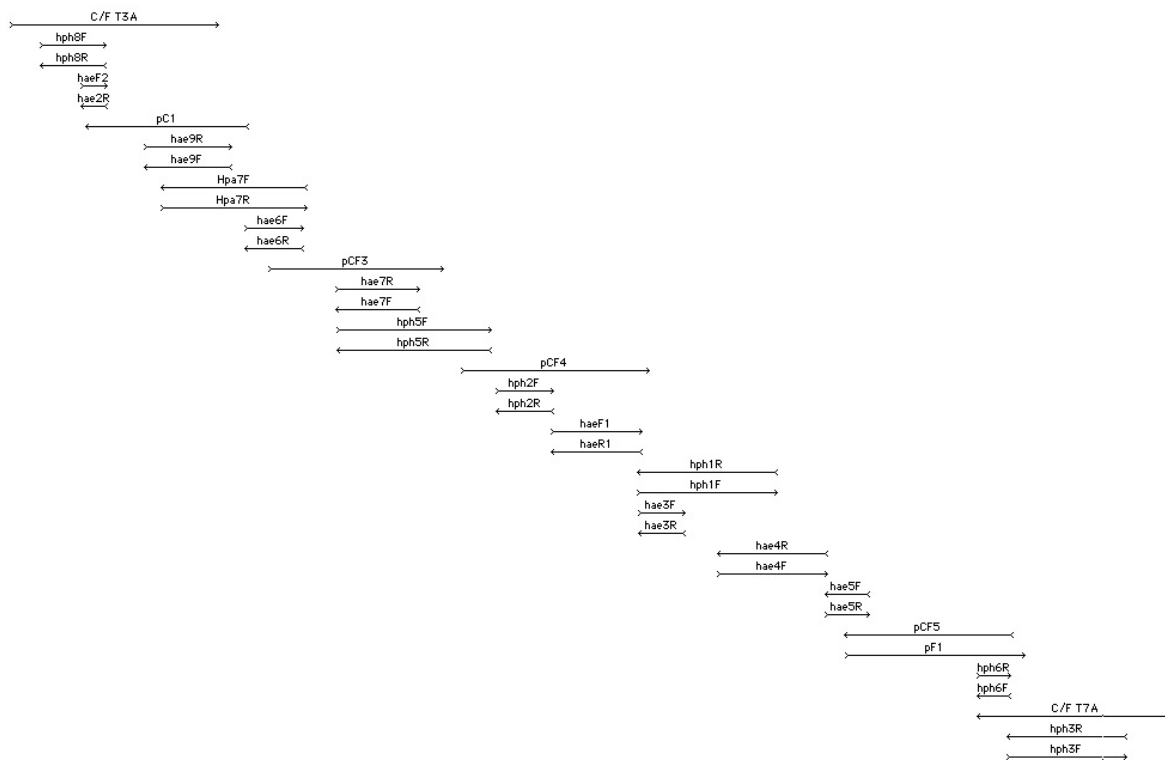 C/F T3A
hph8F
hph8R
haeF2
hae2R
pC1
hae9R
hae9F
Hpa7F
Hpa7R
hae6F
hae6R
pCF3
hae7R
hae7F
hph5F
hph5R
pCF4
hph2F
hph2R
haeF1
haeR1
hph1R
hph1F
hae3F
hae3R
hae4R
hae4F
hae5F
hae5R
pCF5
pF1
hph6R
hph6F
C/F T7A
hph3R
hph3F